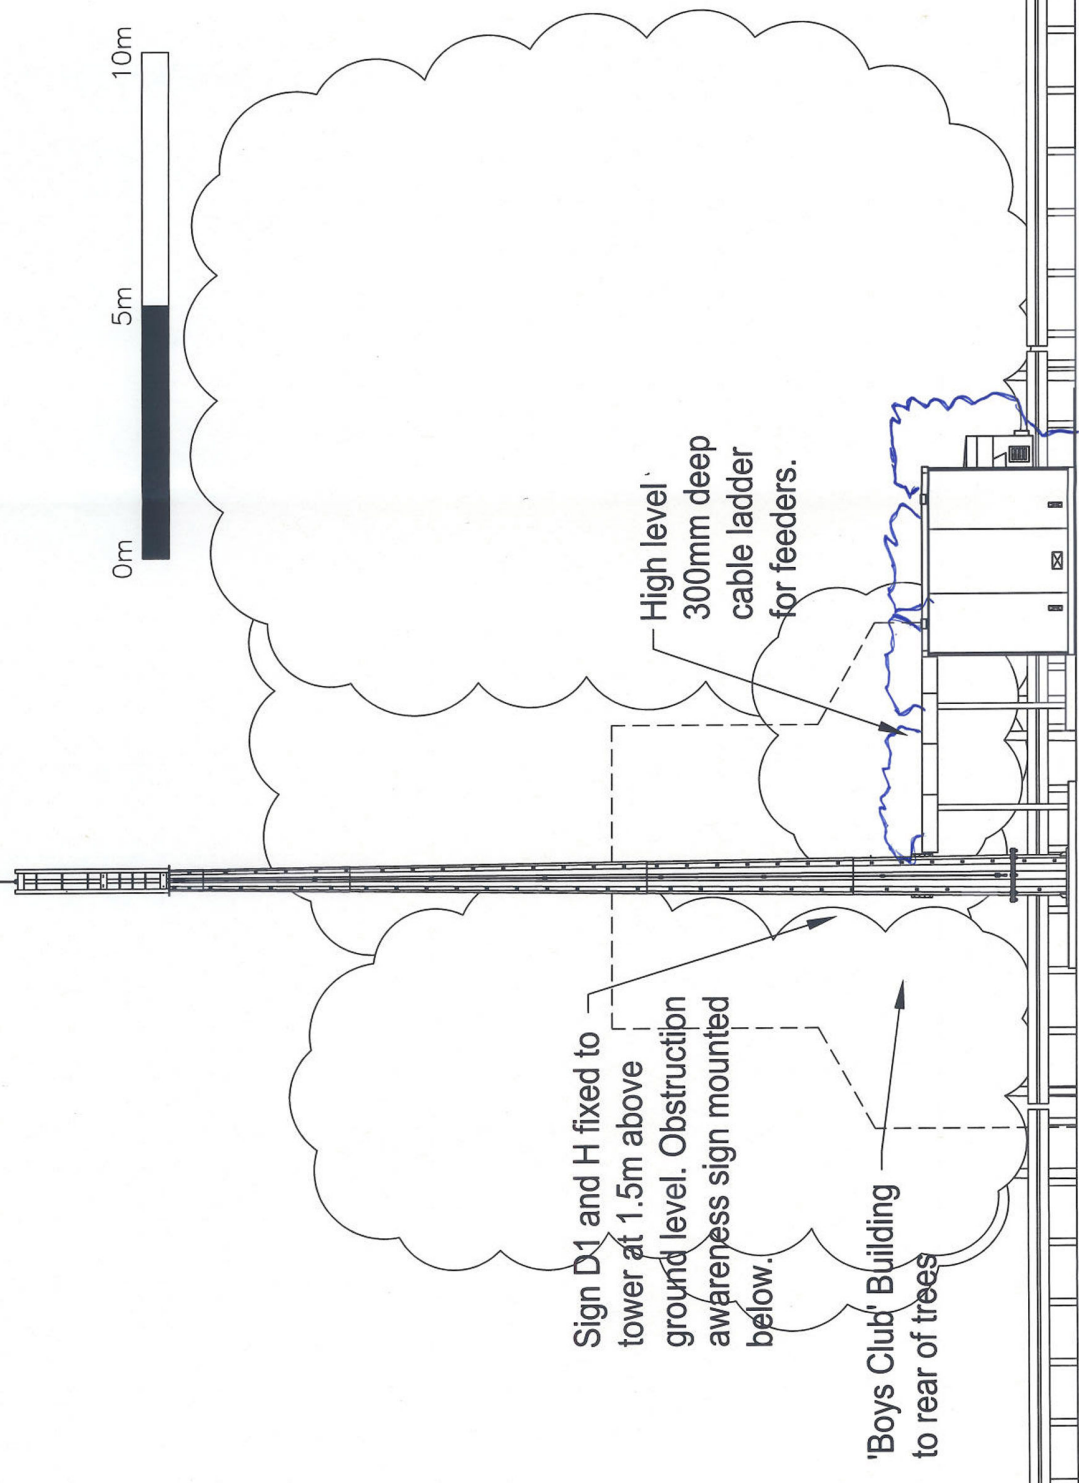 0m
5m
10m
High level
300mm deep
cable ladder
for feeders.
Sign D1 and H fixed to
tower at 1.5m above
ground level. Obstruction
awareness sign mounted
below.
'Boys Club' Building
to rear of trees